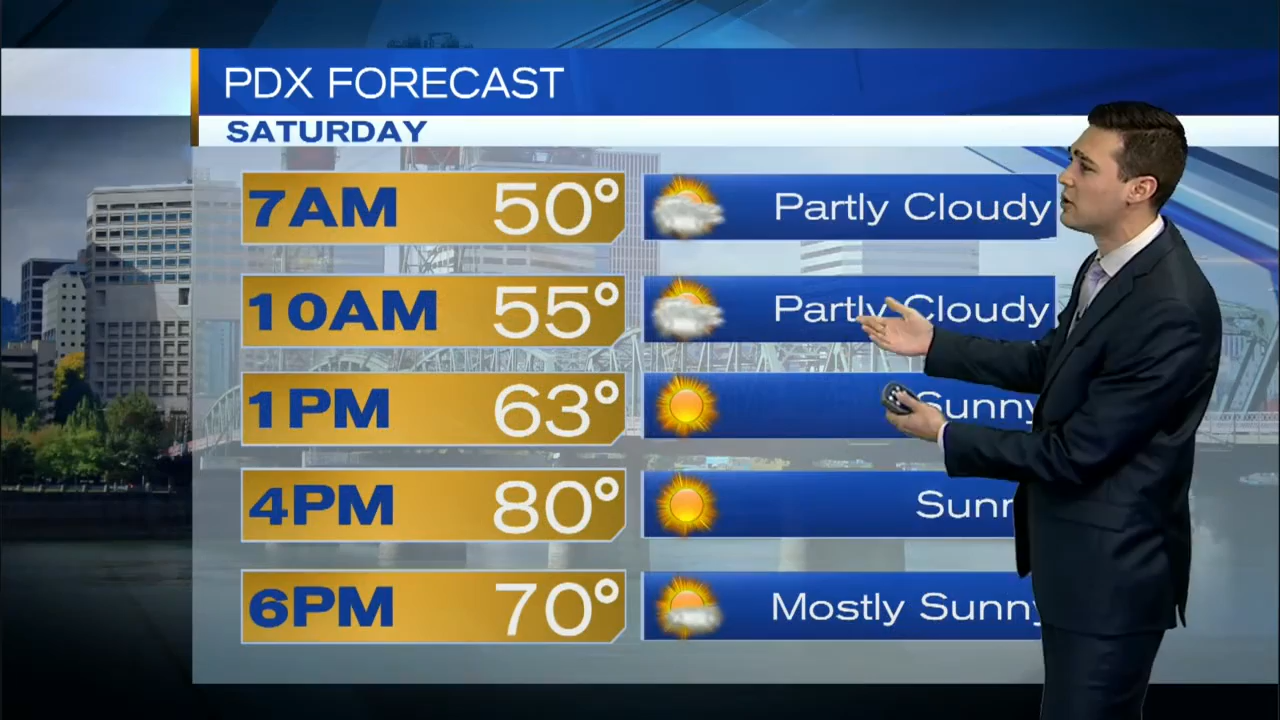 PDX FORECAST
SATURDAY
7AM 50° Partly Cloudy
10AM 55° Partly Cloudy
1PM 63° Sunny
4PM 80°
6PM 70° Mostly Sunny